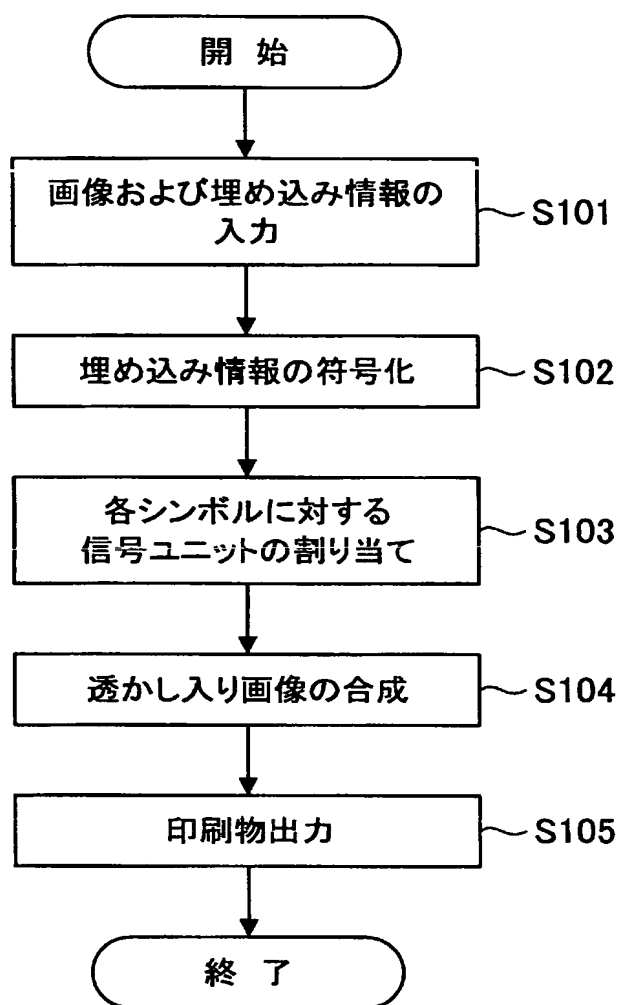 開始
画像および埋め込み情報の
入力
S101
埋め込み情報の符号化
S102
各シンボルに対する
信号ユニットの割り当て
S103
透かし入り画像の合成
S104
印刷物出力
S105
終了